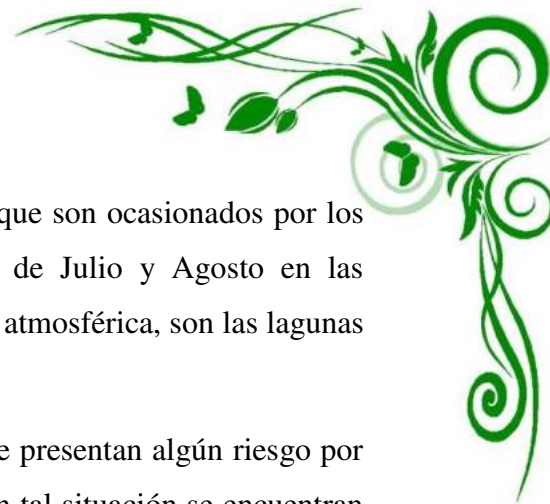 que son ocasionados por los
de Julio y Agosto en las
atmosférica, son las lagunas
e presentan algún riesgo por
n tal situación se encuentran